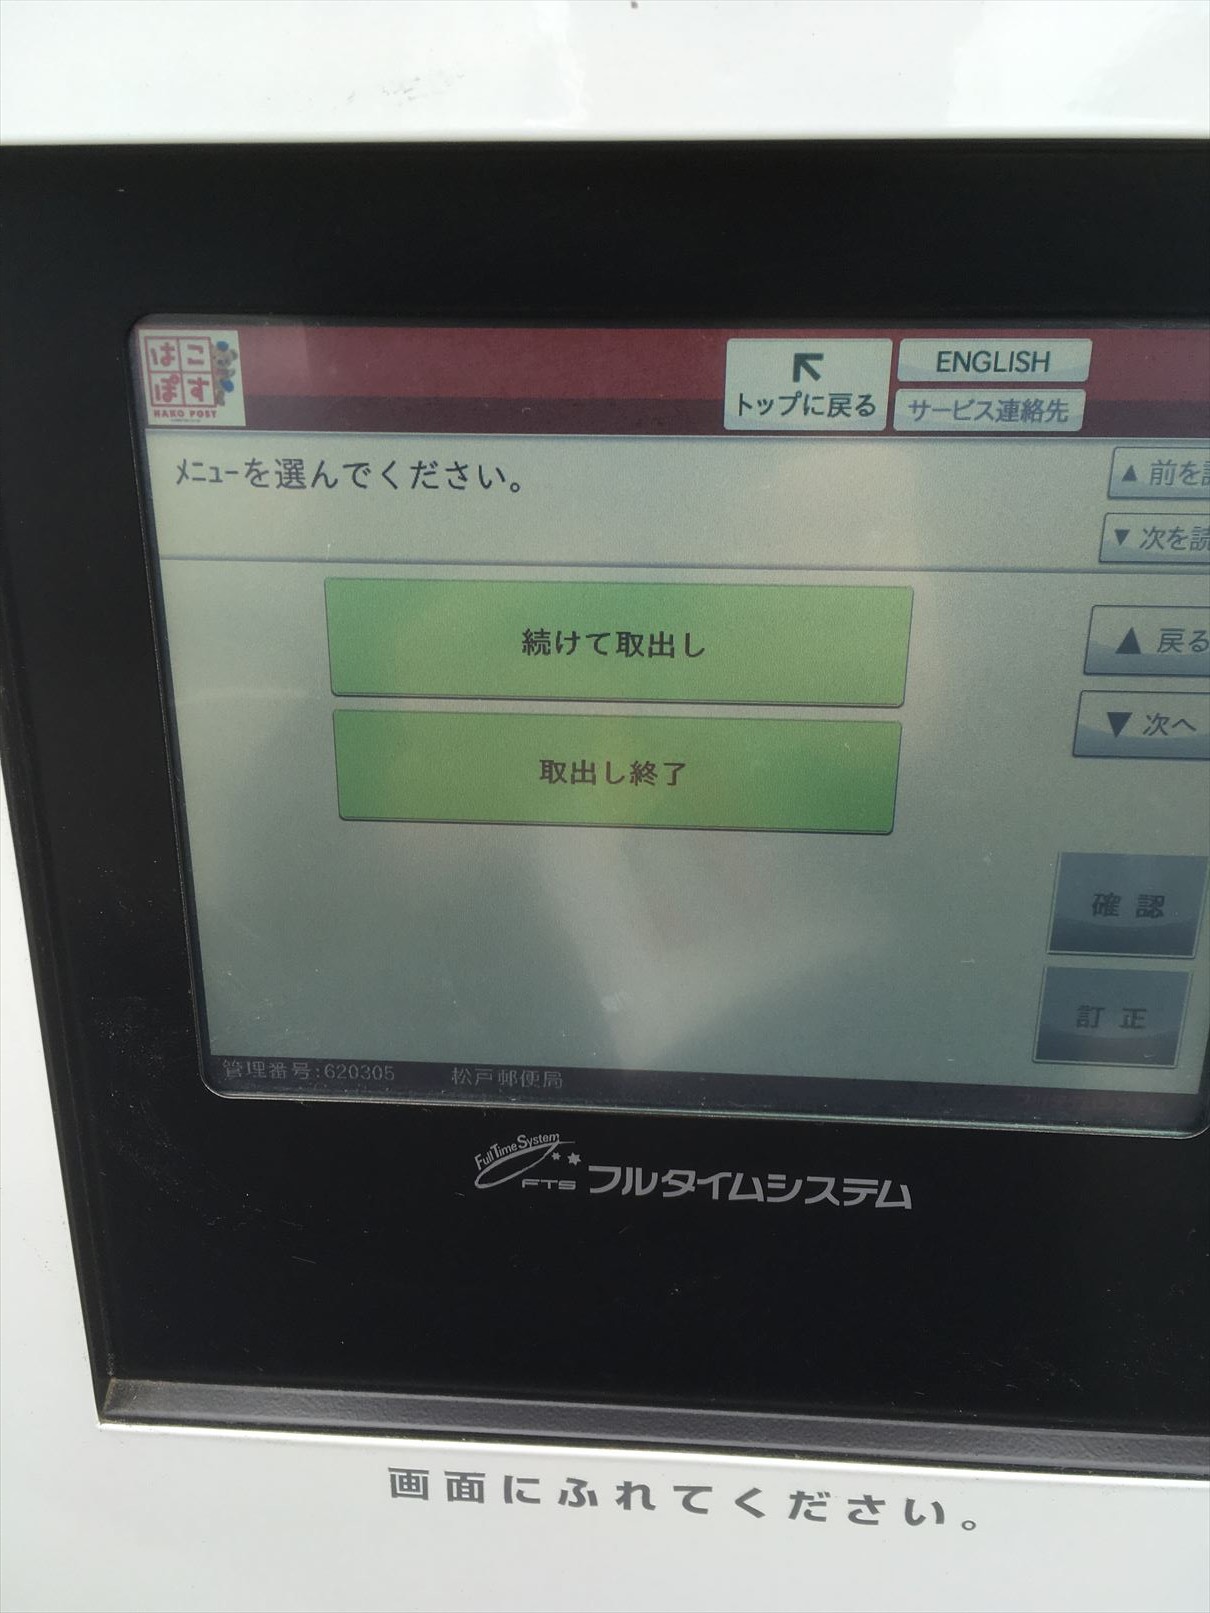 はこ
ぽす
HAKO POST
トップに戻る
ENGLISH
サービス連絡先
メニューを選んでください。
▲ 前を読
▼ 次を読
続けて取出し
取出し終了
▲ 戻る
▼ 次へ
確認
訂正
管理番号:620305 松戸郵便局
Full Time System
FTS フルタイムシステム
画面にふれてください。